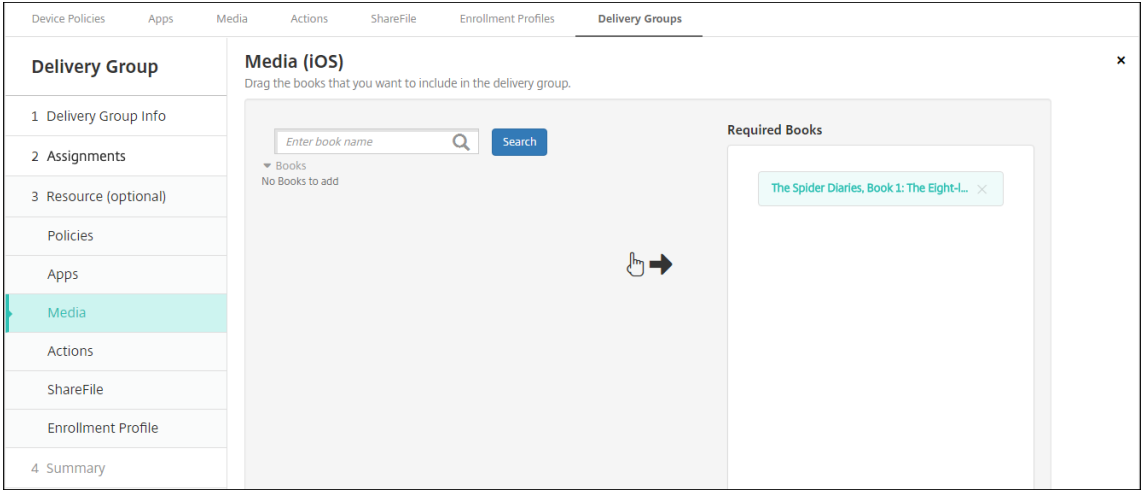 Device Policies Apps Media Actions ShareFile Enrollment Profiles Delivery Groups
Delivery Group
1 Delivery Group Info
2 Assignments
3 Resource (optional)
Policies
Apps
Media
Actions
ShareFile
Enrollment Profile
4 Summary
Media (iOS)
Drag the books that you want to include in the delivery group.
Enter book name
Search
Books
No Books to add
Required Books
The Spider Diaries, Book 1: The Eight-l...